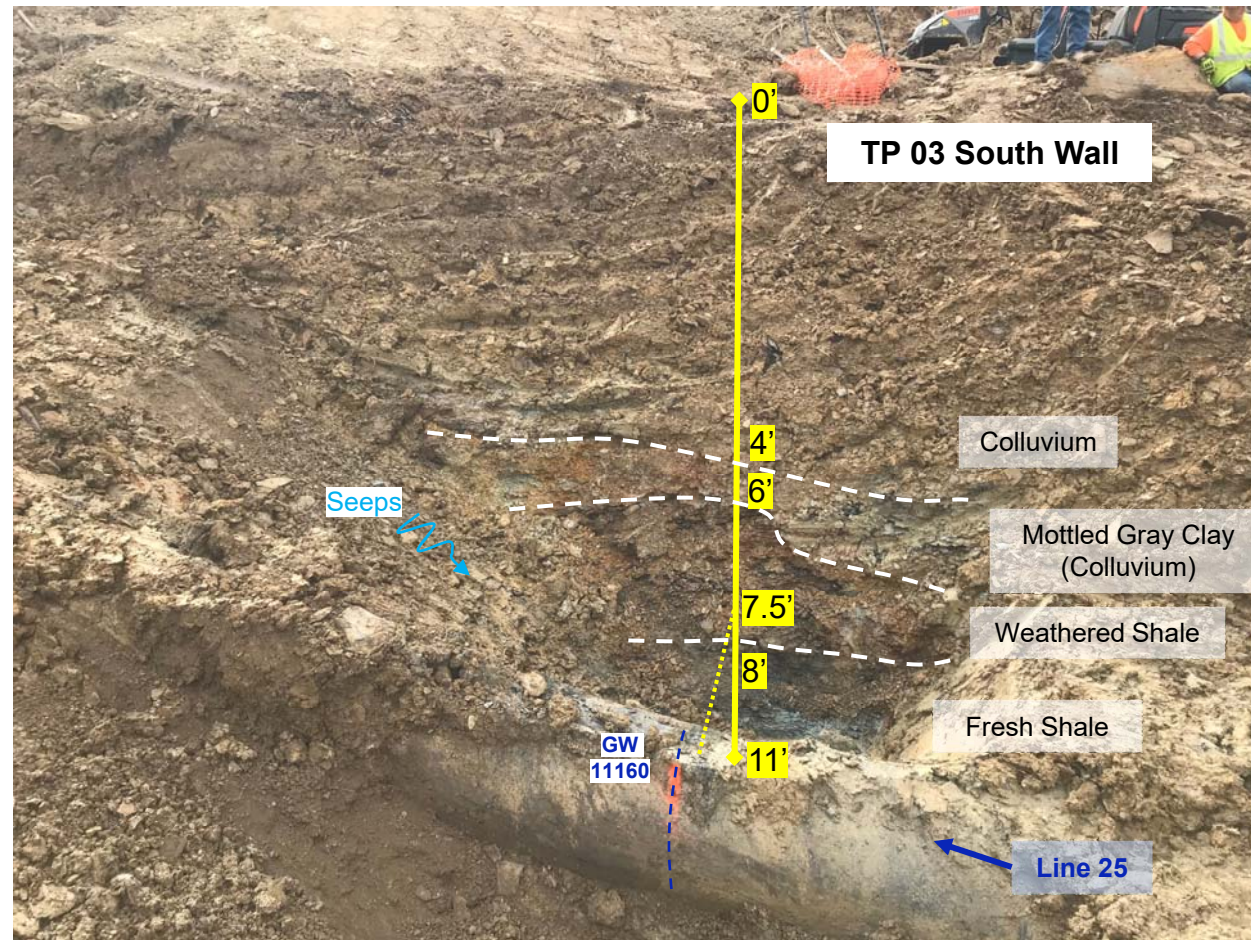 0’
TP 03 South Wall
4’
Colluvium
6’
Seeps
Mottled Gray Clay
(Colluvium)
7.5’
Weathered Shale
8’
Fresh Shale
GW
11160
11’
Line 25